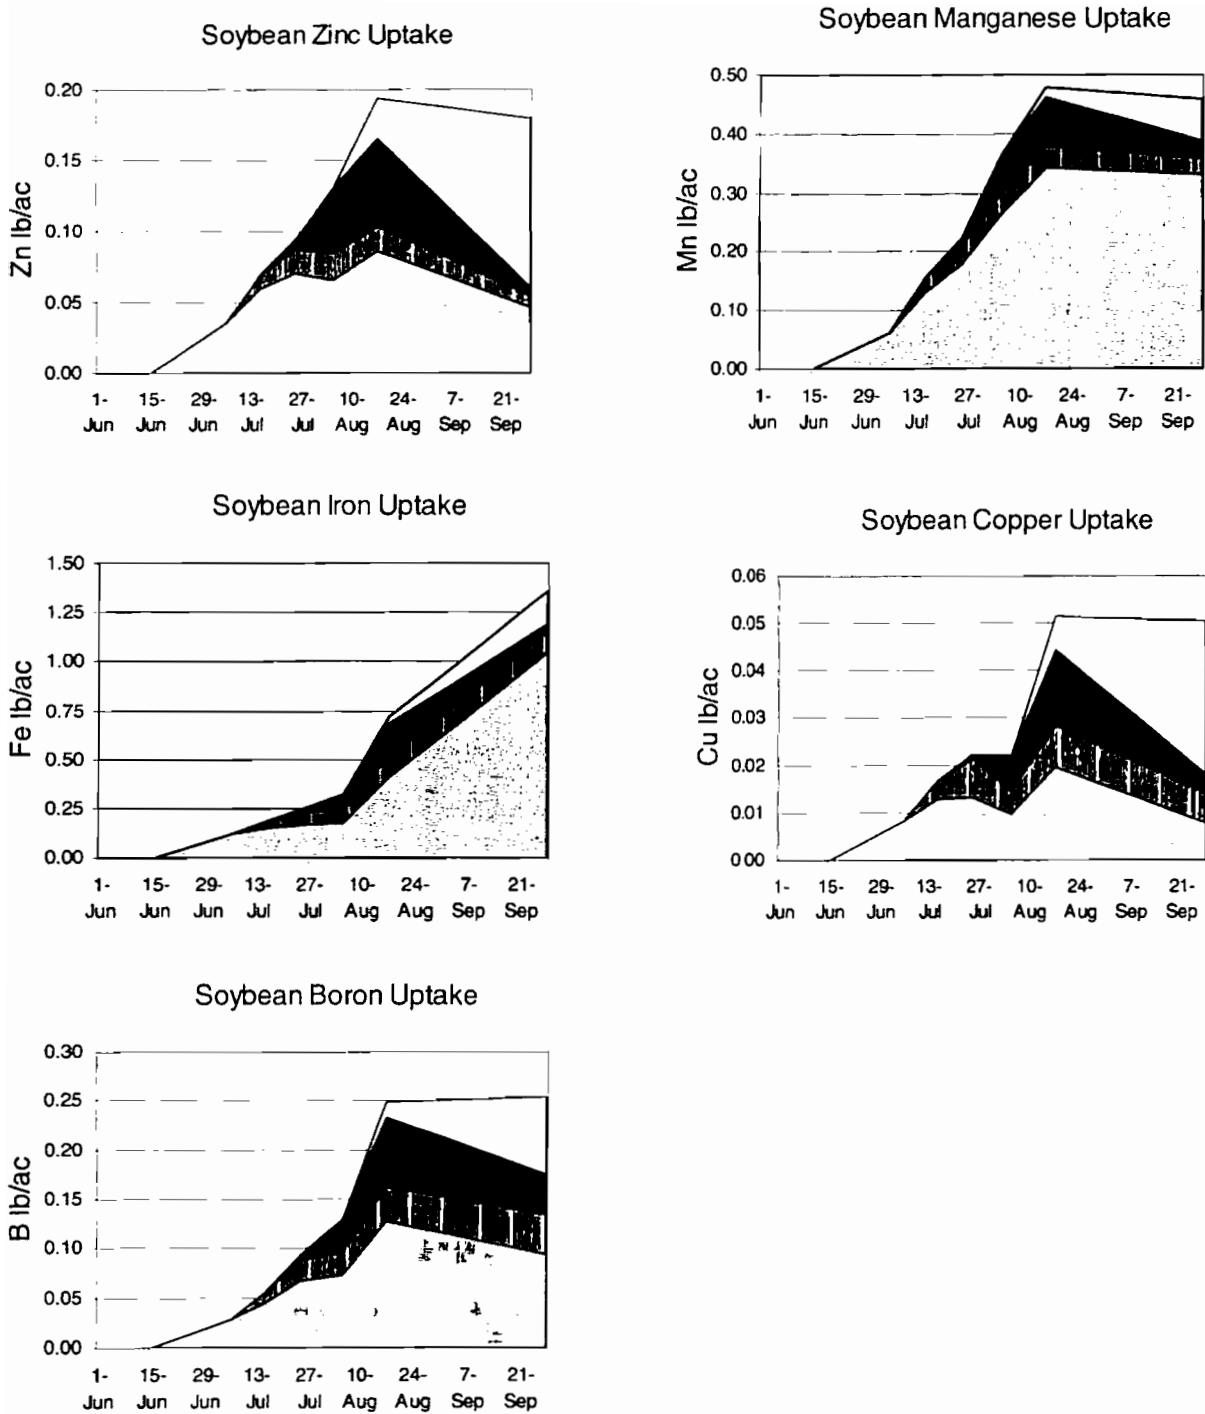 Soybean Zinc Uptake
Zn lb/ac
0.20
0.15
0.10
0.05
0.00
1- 15- 29- 13- 27- 10- 24- 7- 21-
Jun Jun Jun Jul Jul Aug Aug Sep Sep
Soybean Manganese Uptake
Mn lb/ac
0.50
0.40
0.30
0.20
0.10
0.00
1- 15- 29- 13- 27- 10- 24- 7- 21-
Jun Jun Jun Jul Jul Aug Aug Sep Sep
Soybean Iron Uptake
Fe lb/ac
1.50
1.25
1.00
0.75
0.50
0.25
0.00
1- 15- 29- 13- 27- 10- 24- 7- 21-
Jun Jun Jun Jul Jul Aug Aug Sep Sep
Soybean Copper Uptake
Cu lb/ac
0.06
0.05
0.04
0.03
0.02
0.01
0.00
1- 15- 29- 13- 27- 10- 24- 7- 21-
Jun Jun Jun Jul Jul Aug Aug Sep Sep
Soybean Boron Uptake
B lb/ac
0.30
0.25
0.20
0.15
0.10
0.05
0.00
1- 15- 29- 13- 27- 10- 24- 7- 21-
Jun Jun Jun Jul Jul Aug Aug Sep Sep